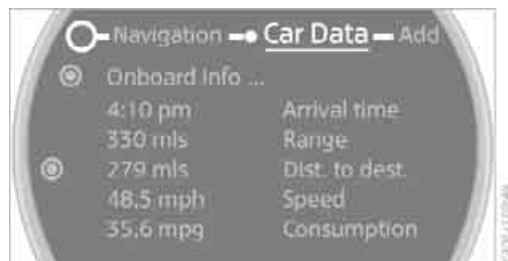 Navigation Car Data Add
Onboard Info ...
4:10 pm Arrival time
330 mls Range
279 mls Dist. to dest.
48.5 mph Speed
35.6 mpg Consumption